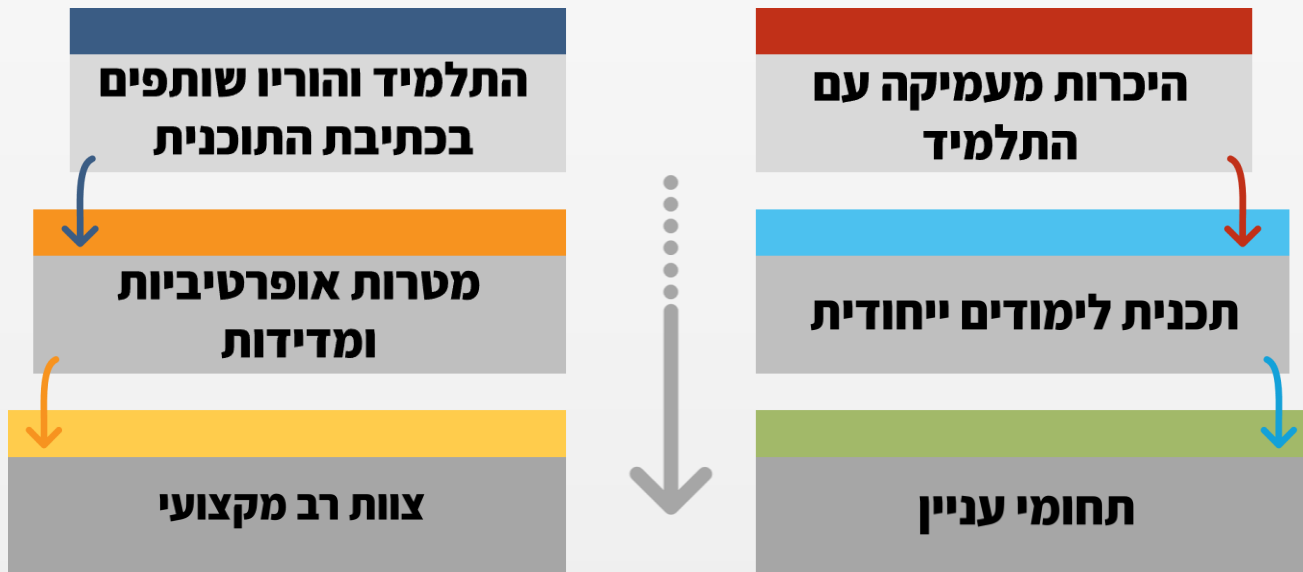 היכרות מעמיקה עם
התלמיד
תכנית לימודים ייחודית
תחומי עניין
התלמיד והוריו שותפים
בכתיבת התוכנית
מטרות אופרטיביות
ומדידות
צוות רב מקצועי